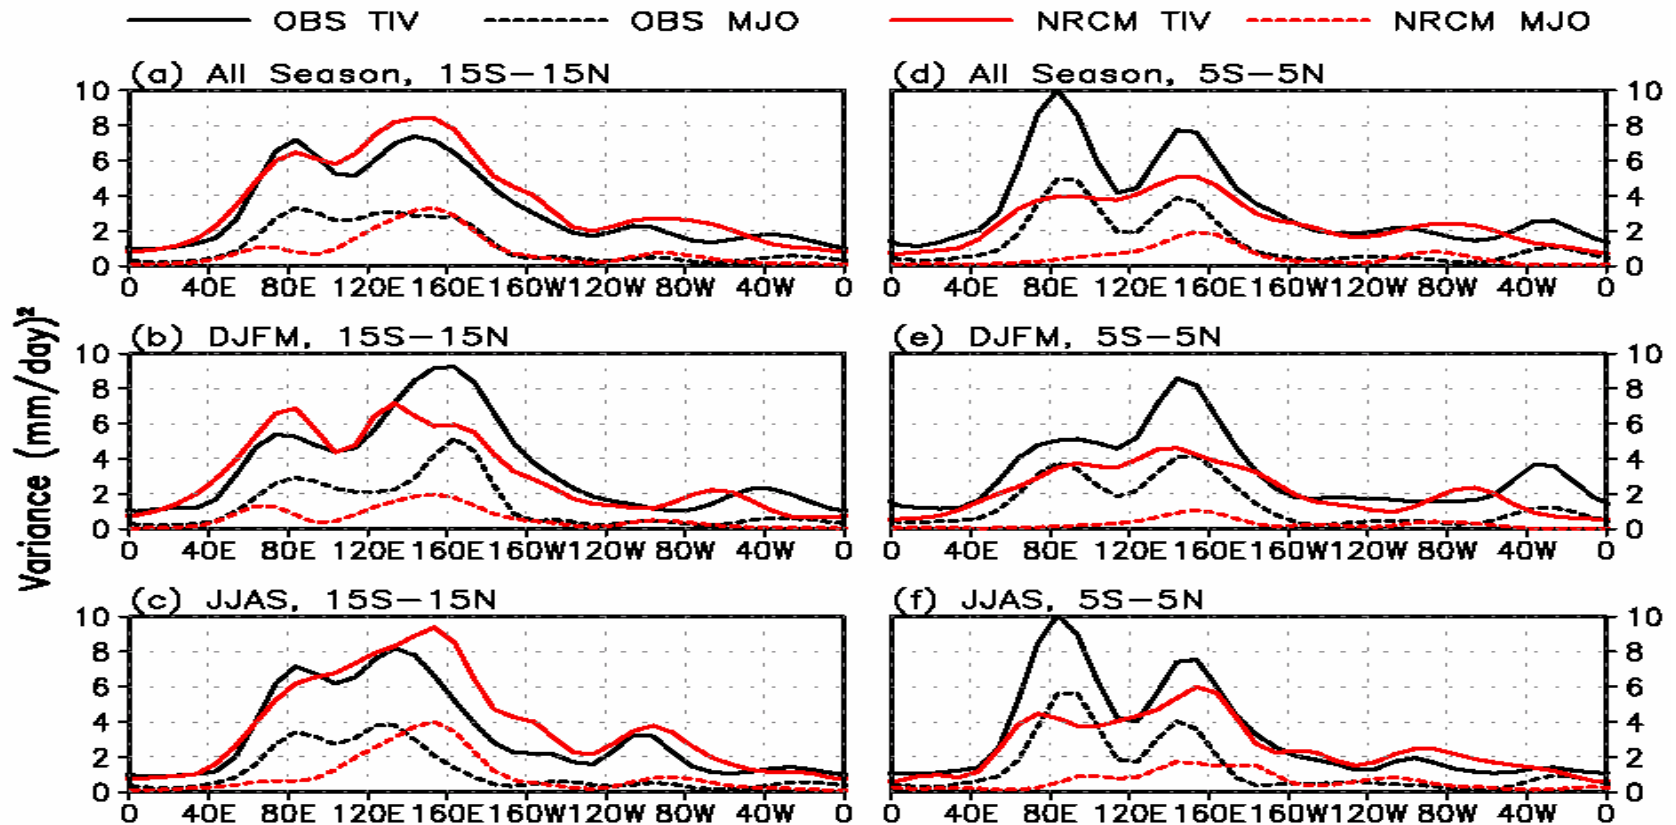 OBS TIV OBS MJO NRCM TIV NRCM MJO
(a) All Season, 15S-15N (d) All Season, 5S-5N
10 10
8 8
6 6
4 4
2 2
0 0
0 40E 80E 120E 160E 160W 120W 80W 40W 0 0 40E 80E 120E 160E 160W 120W 80W 40W 0
Variance (mm/day)²
(b) DJFM, 15S-15N (e) DJFM, 5S-5N
10 10
8 8
6 6
4 4
2 2
0 0
0 40E 80E 120E 160E 160W 120W 80W 40W 0 0 40E 80E 120E 160E 160W 120W 80W 40W 0
(c) JJAS, 15S-15N (f) JJAS, 5S-5N
10 10
8 8
6 6
4 4
2 2
0 0
0 40E 80E 120E 160E 160W 120W 80W 40W 0 0 40E 80E 120E 160E 160W 120W 80W 40W 0